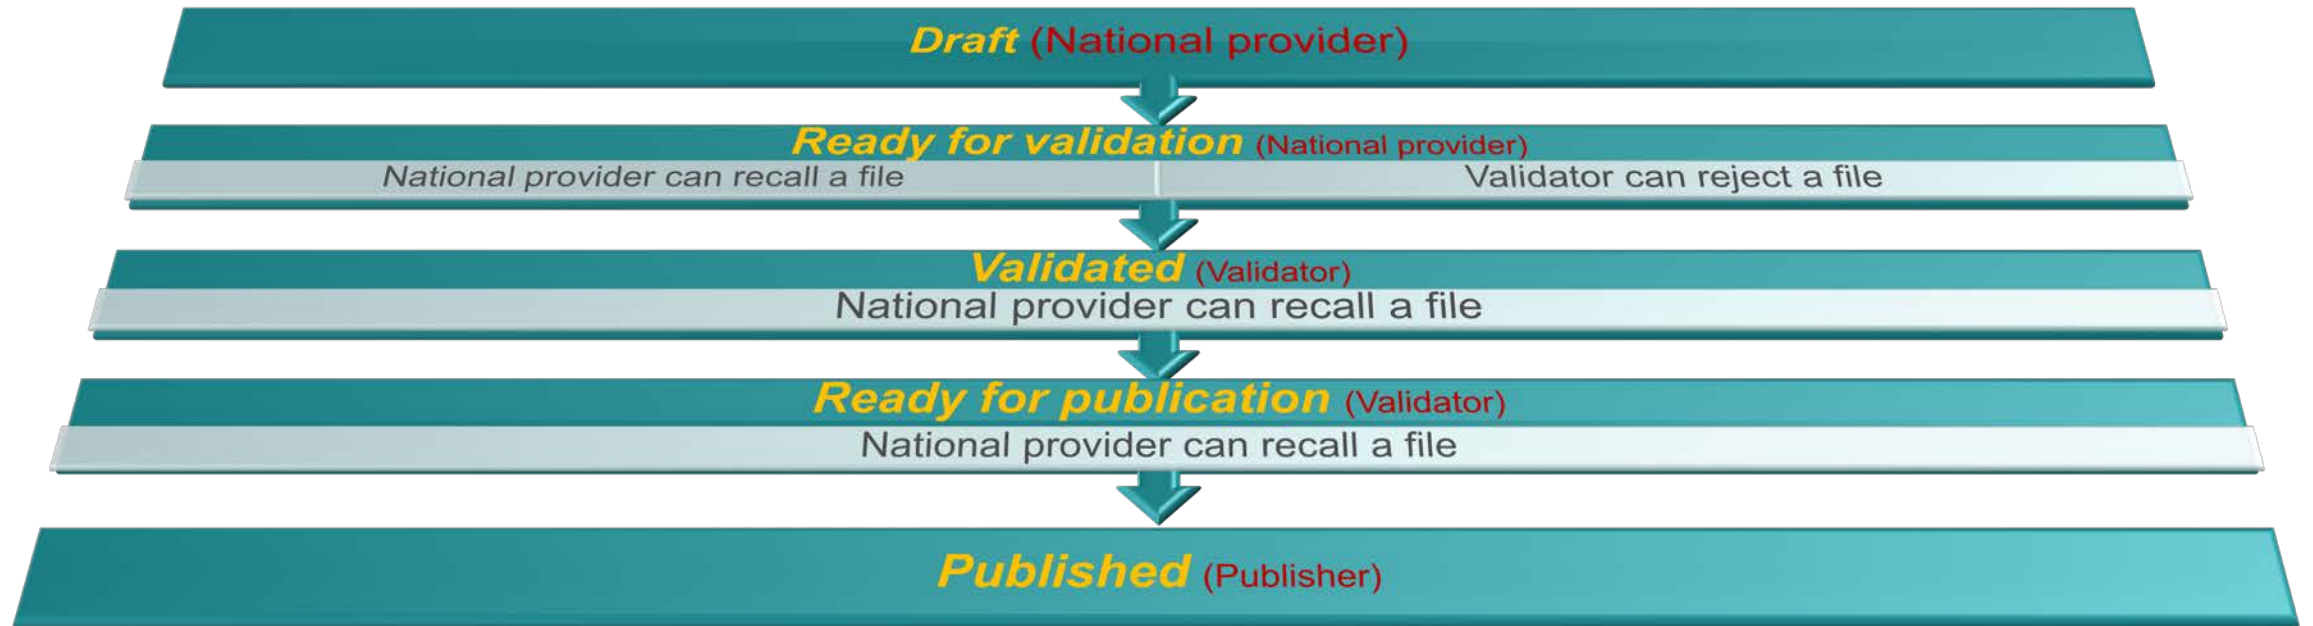 Draft (National provider)
Ready for validation (National provider)
National provider can recall a file
Validator can reject a file
Validated (Validator)
National provider can recall a file
Ready for publication (Validator)
National provider can recall a file
Published (Publisher)